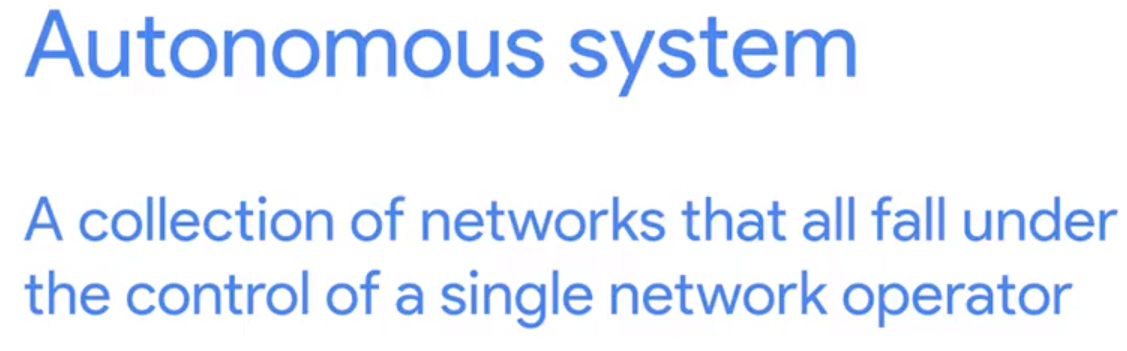 Autonomous system
A collection of networks that all fall under
the control of a single network operator